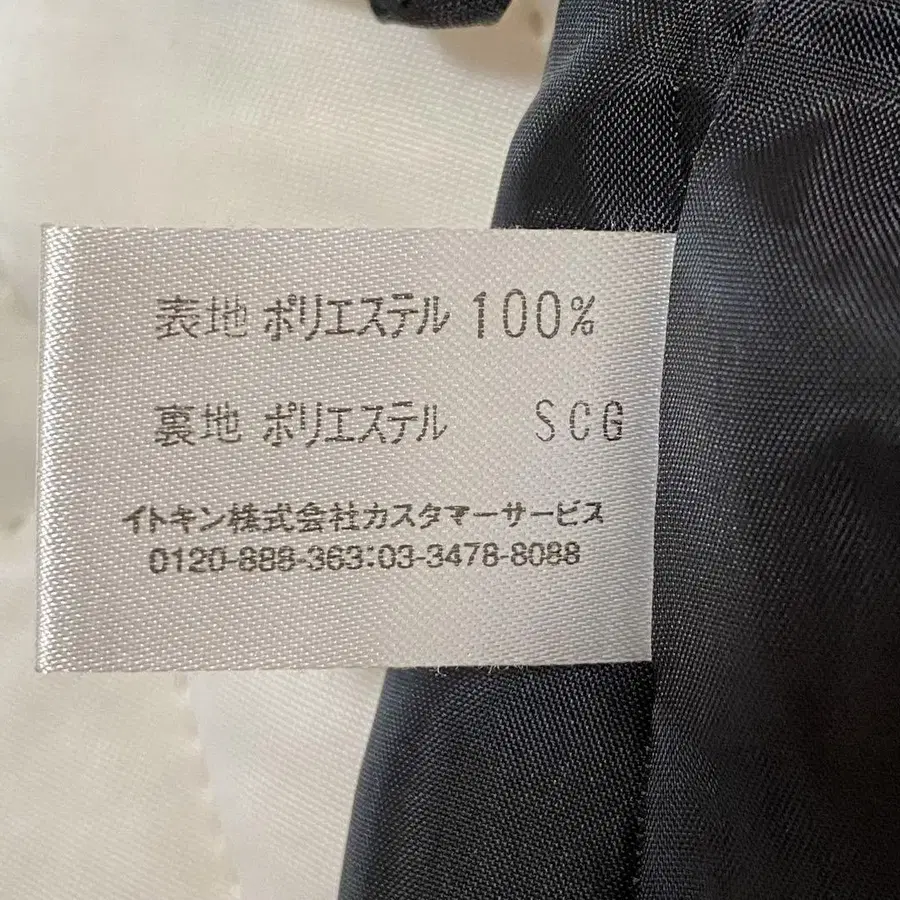 表地 ポリエステル 100%
裏地 ポリエステル SCG
イトキン株式会社カスタマーサービス
0120-888-363:03-3478-8088